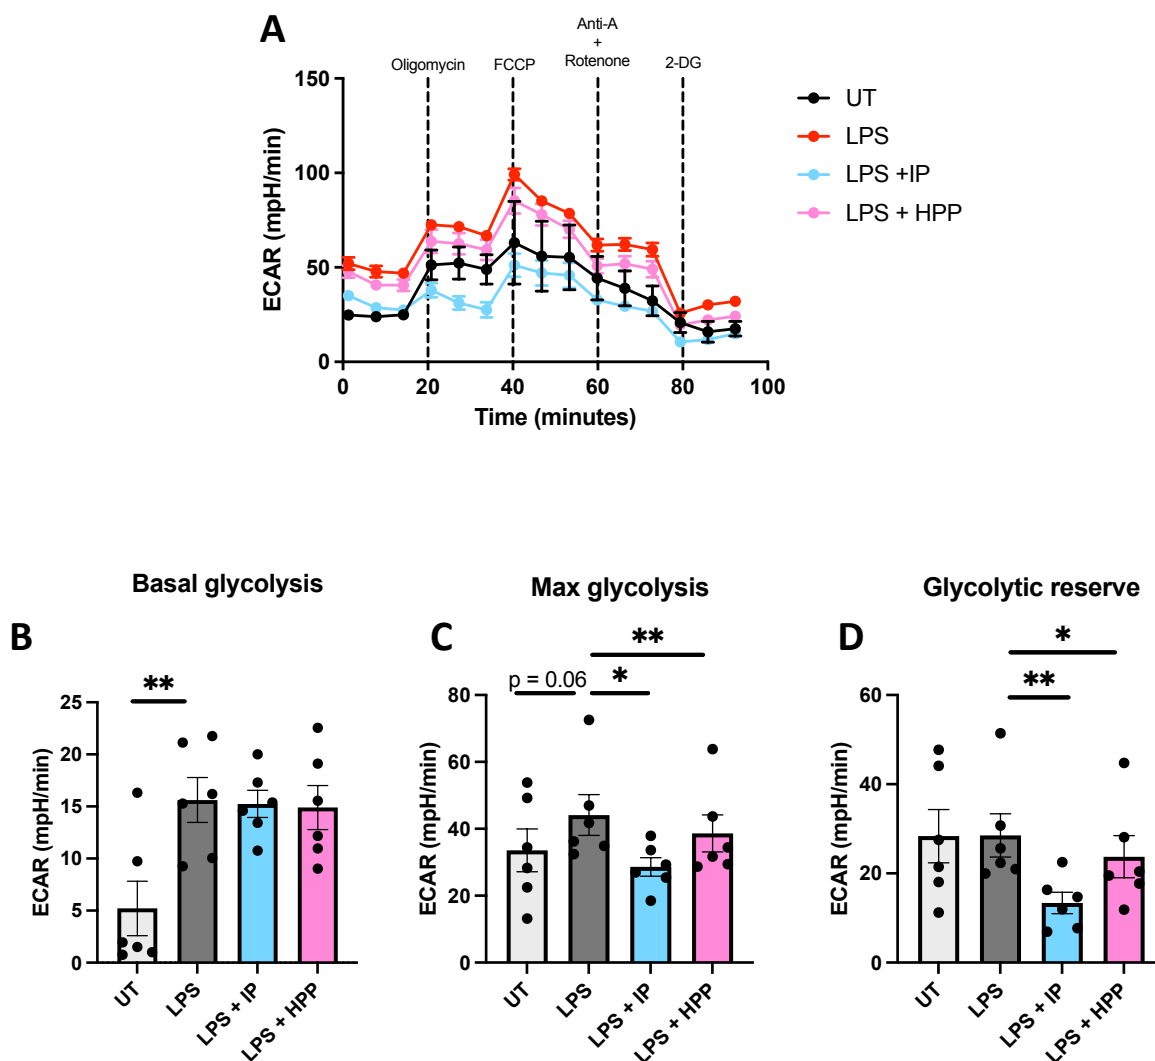 A
Oligomycin
FCCP
Anti-A
+
Rotenone
2-DG
150
100
50
0
ECAR (mpH/min)
0 20 40 60 80 100
Time (minutes)
UT
LPS
LPS +IP
LPS + HPP
B
Basal glycolysis
**
25
20
15
10
5
0
ECAR (mpH/min)
UT
LPS
LPS + IP
LPS + HPP
C
Max glycolysis
**
p = 0.06
*
80
60
40
20
0
ECAR (mpH/min)
UT
LPS
LPS + IP
LPS + HPP
D
Glycolytic reserve
*
**
60
40
20
0
ECAR (mpH/min)
UT
LPS
LPS + IP
LPS + HPP